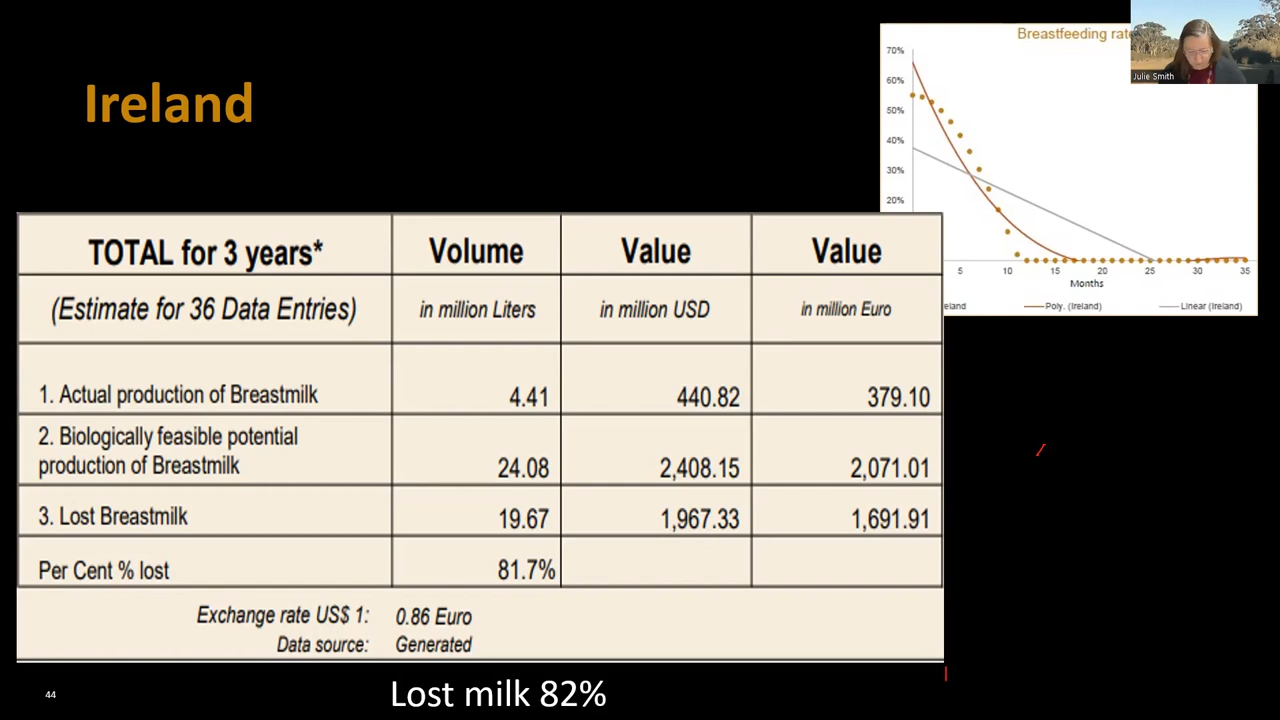 Breastfeeding rate
Julie Smith
Ireland
70%
60%
50%
40%
30%
20%
5 10 15 20 25 30 35
Months
eland Poly. (Ireland) Linear (Ireland)
TOTAL for 3 years* Volume Value Value
(Estimate for 36 Data Entries) in million Liters in million USD in million Euro
1. Actual production of Breastmilk 4.41 440.82 379.10
2. Biologically feasible potential
production of Breastmilk 24.08 2,408.15 2,071.01
3. Lost Breastmilk 19.67 1,967.33 1,691.91
Per Cent % lost 81.7%
Exchange rate US$ 1: 0.86 Euro
Data source: Generated
44
Lost milk 82%